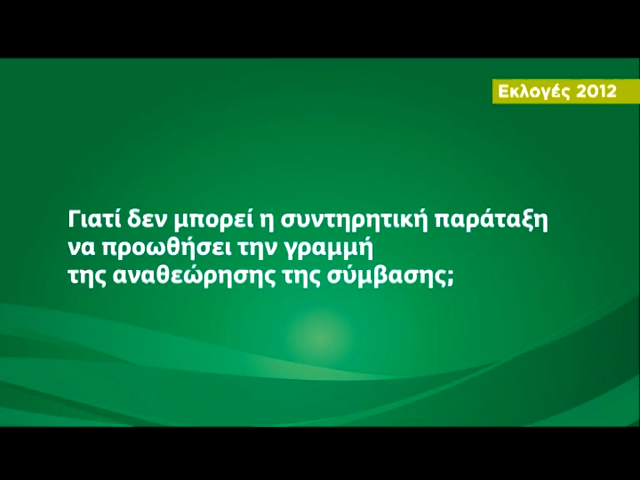 Εκλογές 2012
Γιατί δεν μπορεί η συντηρητική παράταξη
να προωθήσει την γραμμή
της αναθεώρησης της σύμβασης;